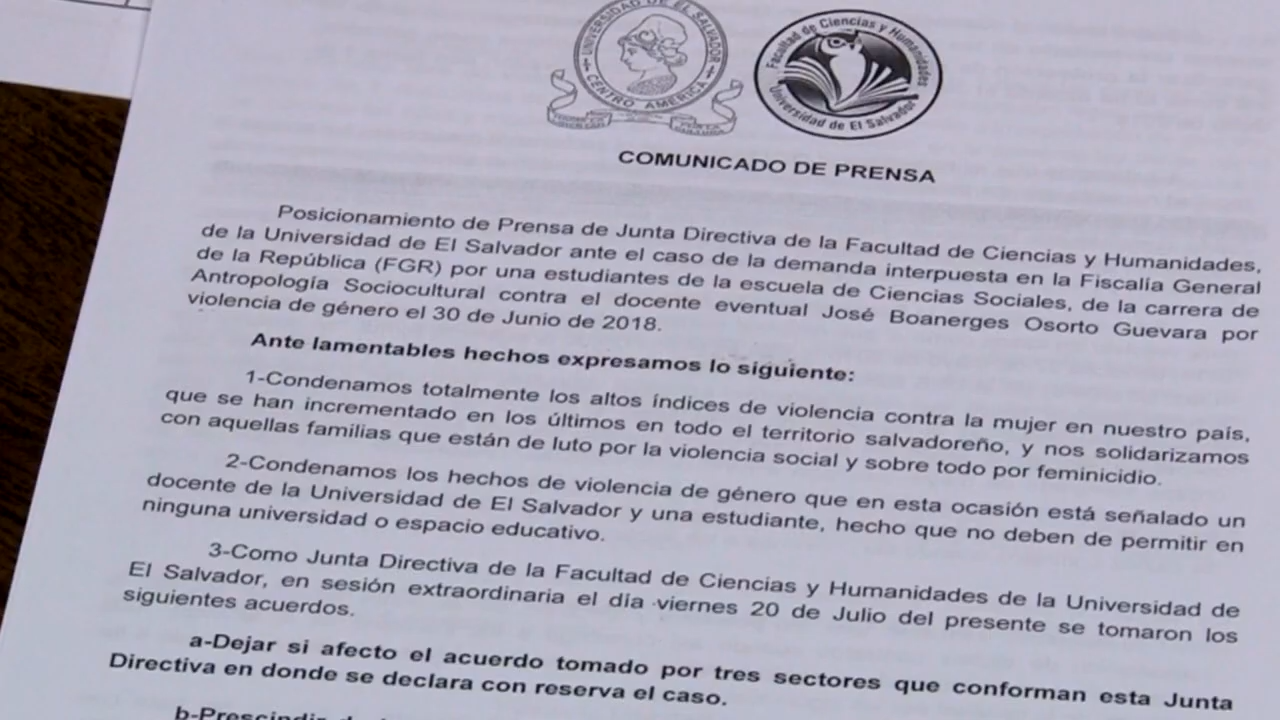 UNIVERSIDAD DE EL SALVADOR
CENTRO AMERICA
Facultad de Ciencias y Humanidades
Universidad de El Salvador
COMUNICADO DE PRENSA
Posicionamiento de Prensa de Junta Directiva de la Facultad de Ciencias y Humanidades,
de la Universidad de El Salvador ante el caso de la demanda interpuesta en la Fiscalía General
de la República (FGR) por una estudiantes de la escuela de Ciencias Sociales, de la carrera de
Antropología Sociocultural contra el docente eventual José Boanerges Osorto Guevara por
violencia de género el 30 de Junio de 2018.
Ante lamentables hechos expresamos lo siguiente:
1-Condenamos totalmente los altos índices de violencia contra la mujer en nuestro país,
que se han incrementado en los últimos en todo el territorio salvadoreño, y nos solidarizamos
con aquellas familias que están de luto por la violencia social y sobre todo por feminicidio.
2-Condenamos los hechos de violencia de género que en esta ocasión está señalado un
docente de la Universidad de El Salvador y una estudiante, hecho que no deben de permitir en
ninguna universidad o espacio educativo.
3-Como Junta Directiva de la Facultad de Ciencias y Humanidades de la Universidad de
El Salvador, en sesión extraordinaria el día viernes 20 de Julio del presente se tomaron los
siguientes acuerdos.
a-Dejar si afecto el acuerdo tomado por tres sectores que conforman esta Junta
Directiva en donde se declara con reserva el caso.
b-Prescindir